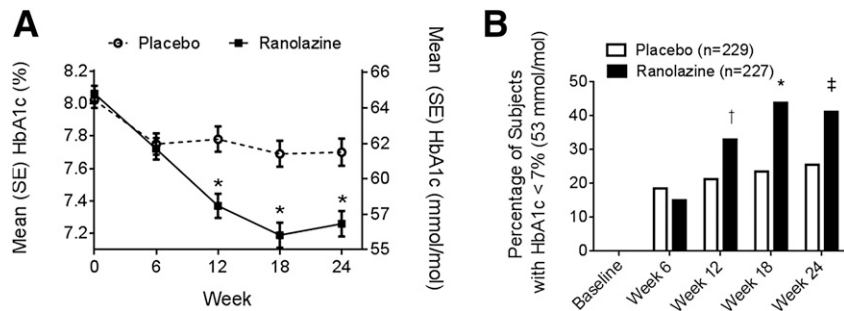 A
Placebo
Ranolazine
Mean (SE) HbA1c (%)
8.2
8.0
7.8
7.6
7.4
7.2
66
64
62
60
57
55
Mean (SE) HbA1c (mmol/mol)
*
*
*
0
6
12
18
24
Week
B
Placebo (n=229)
Ranolazine (n=227)
Percentage of Subjects
with HbA1c < 7% (53 mmol/mol)
50
40
30
20
10
0
†
*
‡
Baseline
Week 6
Week 12
Week 18
Week 24